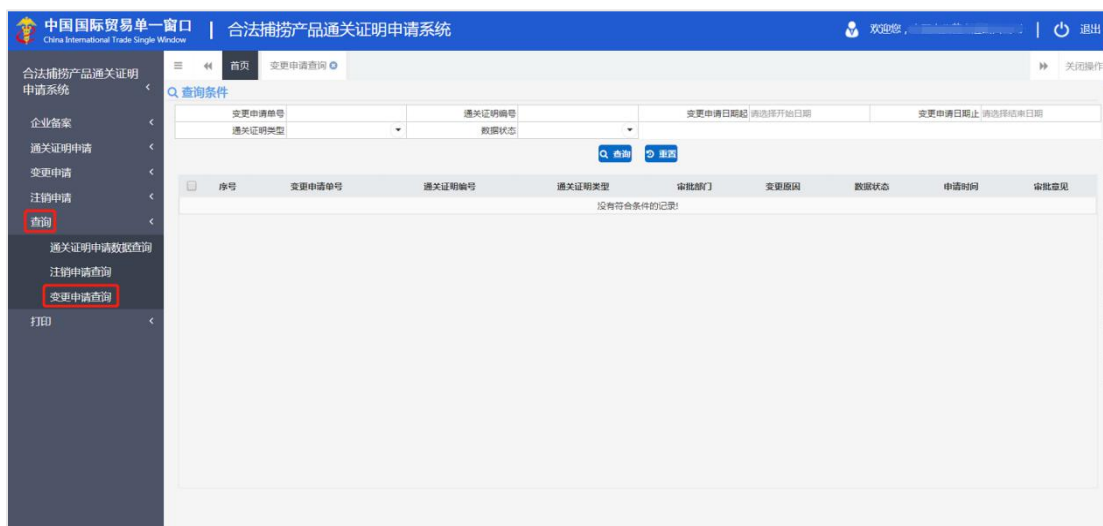 中国国际贸易单一窗口
China International Trade Single Window
合法捕捞产品通关证明申请系统
欢迎您，
退出
合法捕捞产品通关证明
申请系统
企业备案
通关证明申请
变更申请
注销申请
查询
通关证明申请数据查询
注销申请查询
变更申请查询
打印
首页 变更申请查询
关闭操作
查询条件
变更申请单号 通关证明编号 变更申请日期起 请选择开始日期 变更申请日期止 请选择结束日期
通关证明类型 数据状态
查询 重置
序号 变更申请单号 通关证明编号 通关证明类型 审批部门 变更原因 数据状态 申请时间 审批意见
没有符合条件的记录!